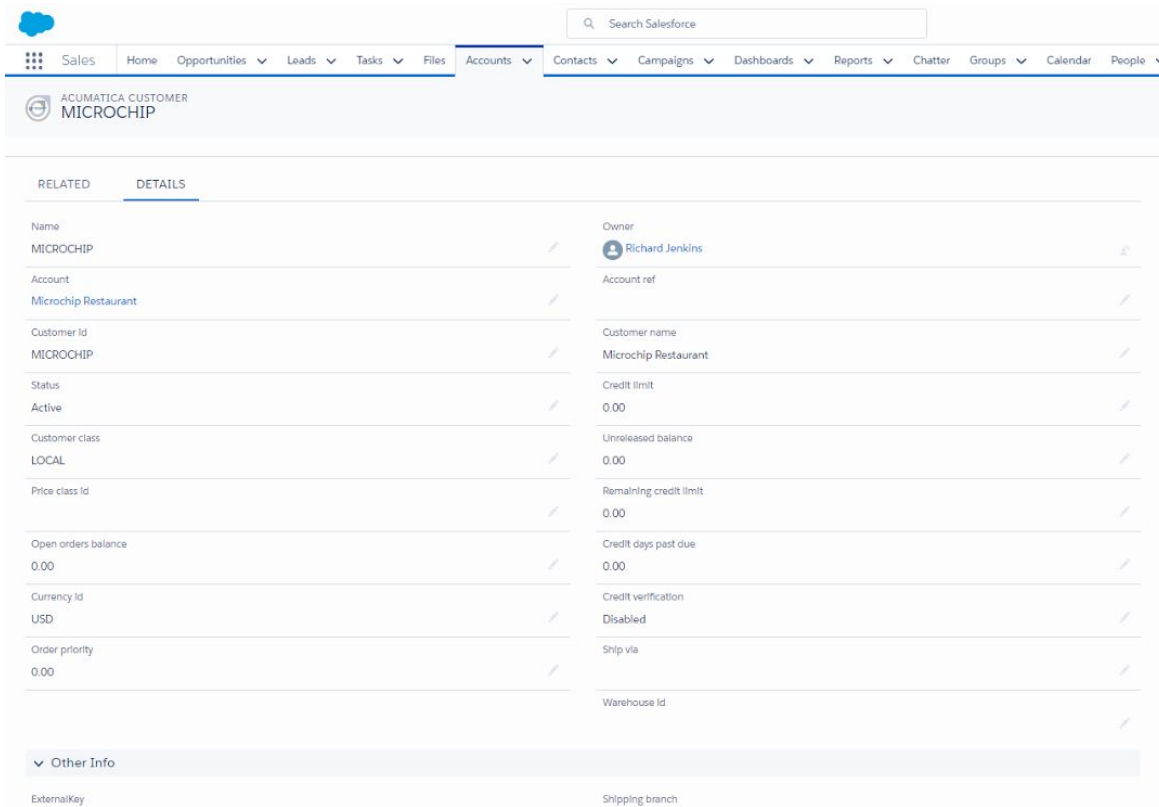 Search Salesforce
Sales Home Opportunities Leads Tasks Files Accounts Contacts Campaigns Dashboards Reports Chatter Groups Calendar People
ACUMATICA CUSTOMER
MICROCHIP
RELATED DETAILS
Name
MICROCHIP
Owner
Richard Jenkins
Account
Microchip Restaurant
Account ref
Customer Id
MICROCHIP
Customer name
Microchip Restaurant
Status
Active
Credit limit
0.00
Customer class
LOCAL
Unreleased balance
0.00
Price class Id
Remaining credit limit
0.00
Open orders balance
0.00
Credit days past due
0.00
Currency Id
USD
Credit verification
Disabled
Order priority
0.00
Ship via
Warehouse Id
Other Info
ExternalKey
Shipping branch